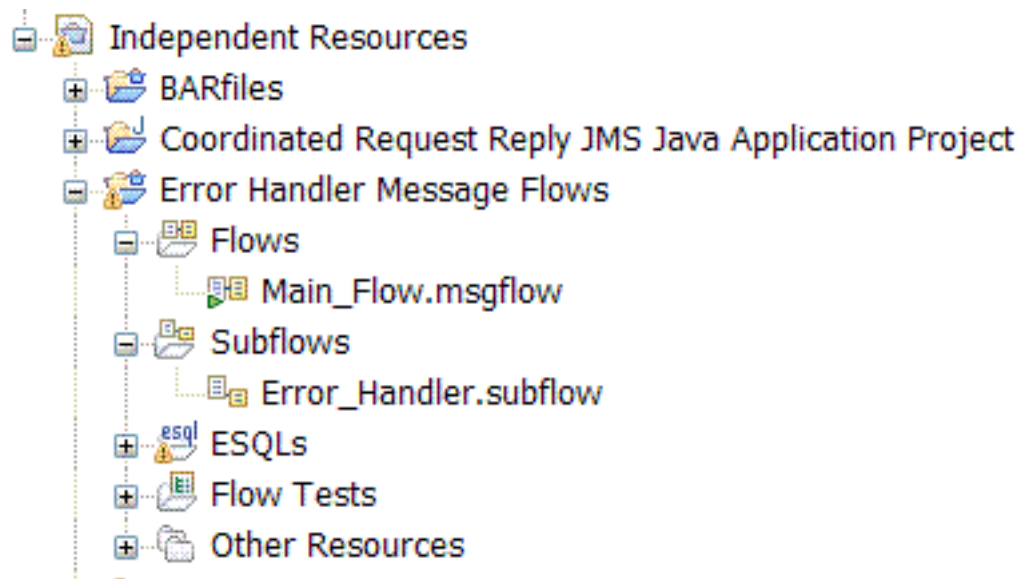 Independent Resources
BARfiles
Coordinated Request Reply JMS Java Application Project
Error Handler Message Flows
Flows
Main_Flow.msgflow
Subflows
Error_Handler.subflow
esql ESQLs
Flow Tests
Other Resources